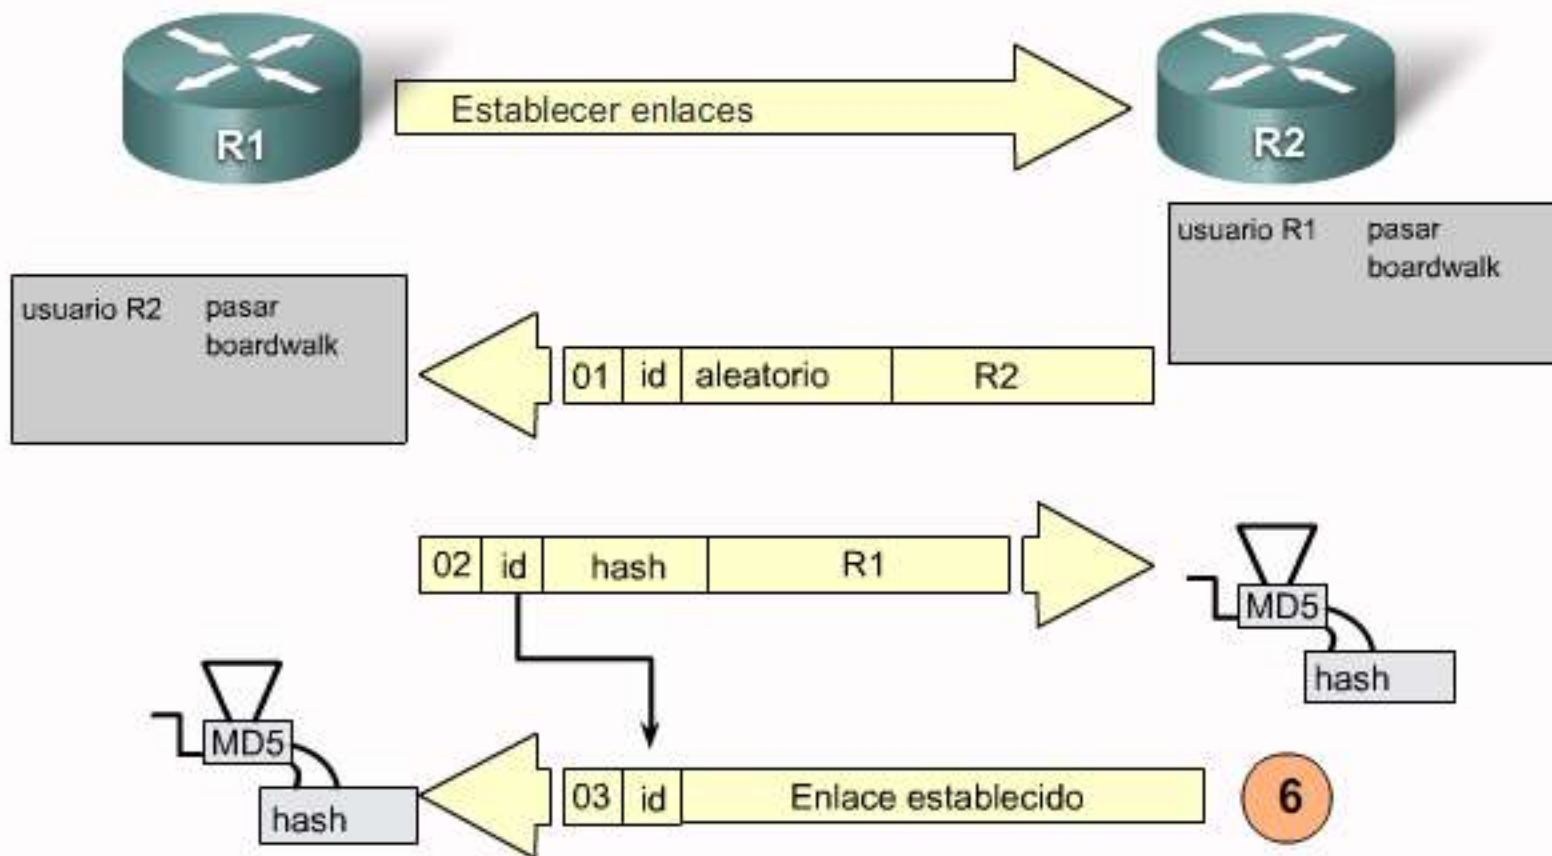 R1
Establecer enlaces
R2
usuario R1 pasar
boardwalk
usuario R2 pasar
boardwalk
01 id aleatorio R2
02 id hash R1
MD5
hash
MD5
hash
03 id Enlace establecido
6